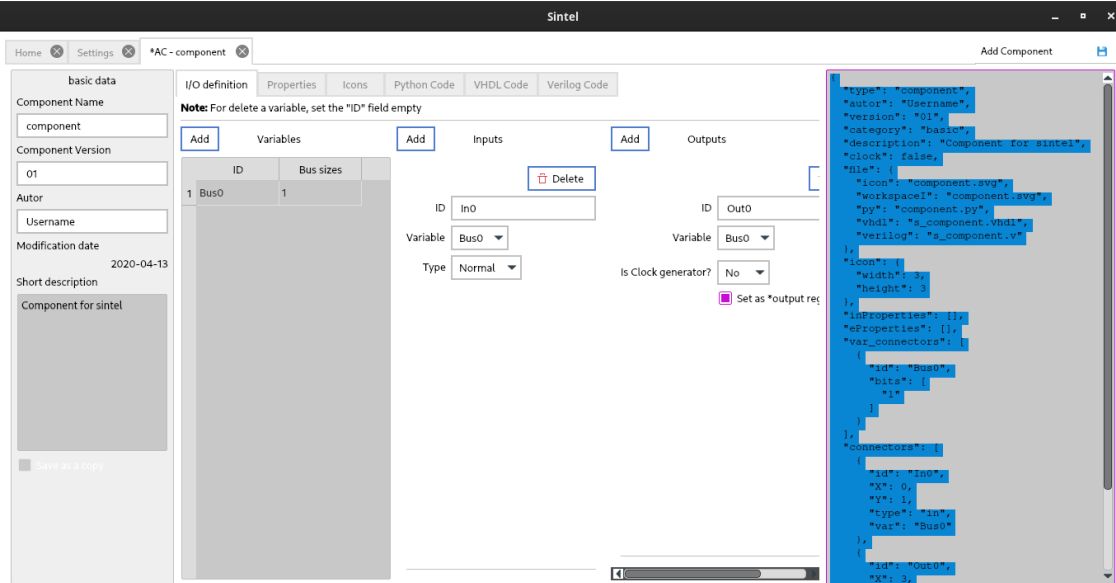 Sintel
Home
Settings
*AC - component
Add Component
basic data
Component Name
component
Component Version
01
Autor
Username
Modification date
2020-04-13
Short description
Component for sintel
Save as a copy
I/O definition
Properties
Icons
Python Code
VHDL Code
Verilog Code
Note: For delete a variable, set the "ID" field empty
Add
Variables
ID
Bus sizes
1
Bus0
1
Add
Inputs
Delete
ID
In0
Variable
Bus0
Type
Normal
Add
Outputs
ID
Out0
Variable
Bus0
Is Clock generator?
No
Set as *output reg
{
"type": "component",
"autor": "Username",
"version": "01",
"category": "basic",
"description": "Component for sintel",
"clock": false,
"file": {
"icon": "component.svg",
"workspaceI": "component.svg",
"py": "component.py",
"vhdl": "s_component.vhdl",
"verilog": "s_component.v"
},
"icon": {
"width": 3,
"height": 3
},
"inProperties": [],
"eProperties": [],
"var_connectors": [
{
"id": "Bus0",
"bits": [
"1"
]
}
],
"connectors": [
{
"id": "In0",
"X": 0,
"Y": 1,
"type": "in",
"var": "Bus0"
},
{
"id": "Out0",
"X": 3,